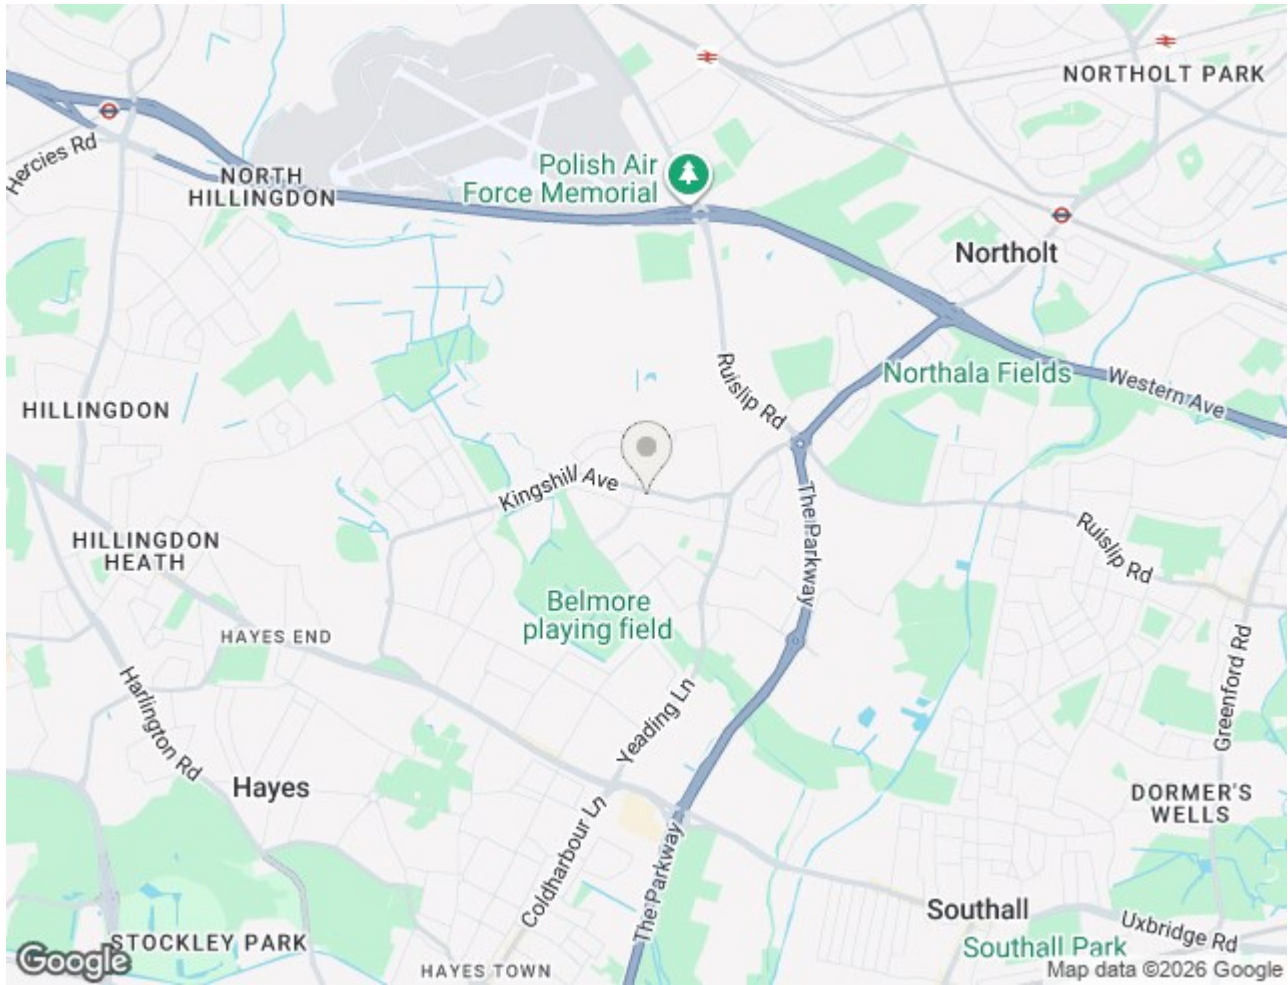 NORTHOLT PARK
Hercies Rd
NORTH
HILLINGDON
Polish Air
Force Memorial
Northolt
Ruislip Rd
Northala Fields
Western Ave
HILLINGDON
Kingshill Ave
The Parkway
Ruislip Rd
HILLINGDON
HEATH
Belmore
playing field
HAYES END
Greenford Rd
Harlington Rd
Yeading Ln
Hayes
DORMER'S
WELLS
Coldharbour Ln
The Parkway
Southall
Uxbridge Rd
STOCKLEY PARK
Southall Park
HAYES TOWN
Google
Map data ©2026 Google